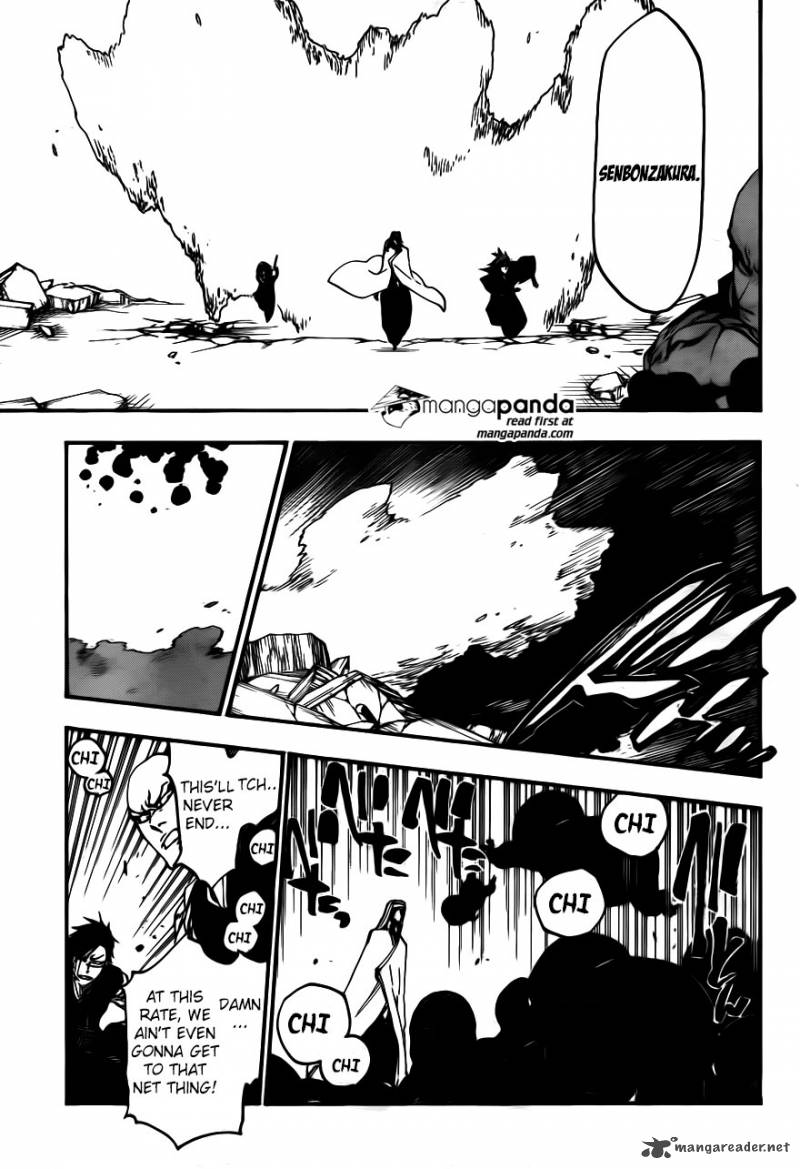 SENBONZAKURA.
mangapanda
read first at
mangapanda.com
CHI
CHI
CHI
CHI
CHI
CHI
CHI
TCH..
THIS'LL
NEVER
END...
CHI
CHI
CHI
DAMN
...
AT THIS
RATE, WE
AIN'T EVEN
GONNA GET
TO THAT
NET THING!
mangareader.net